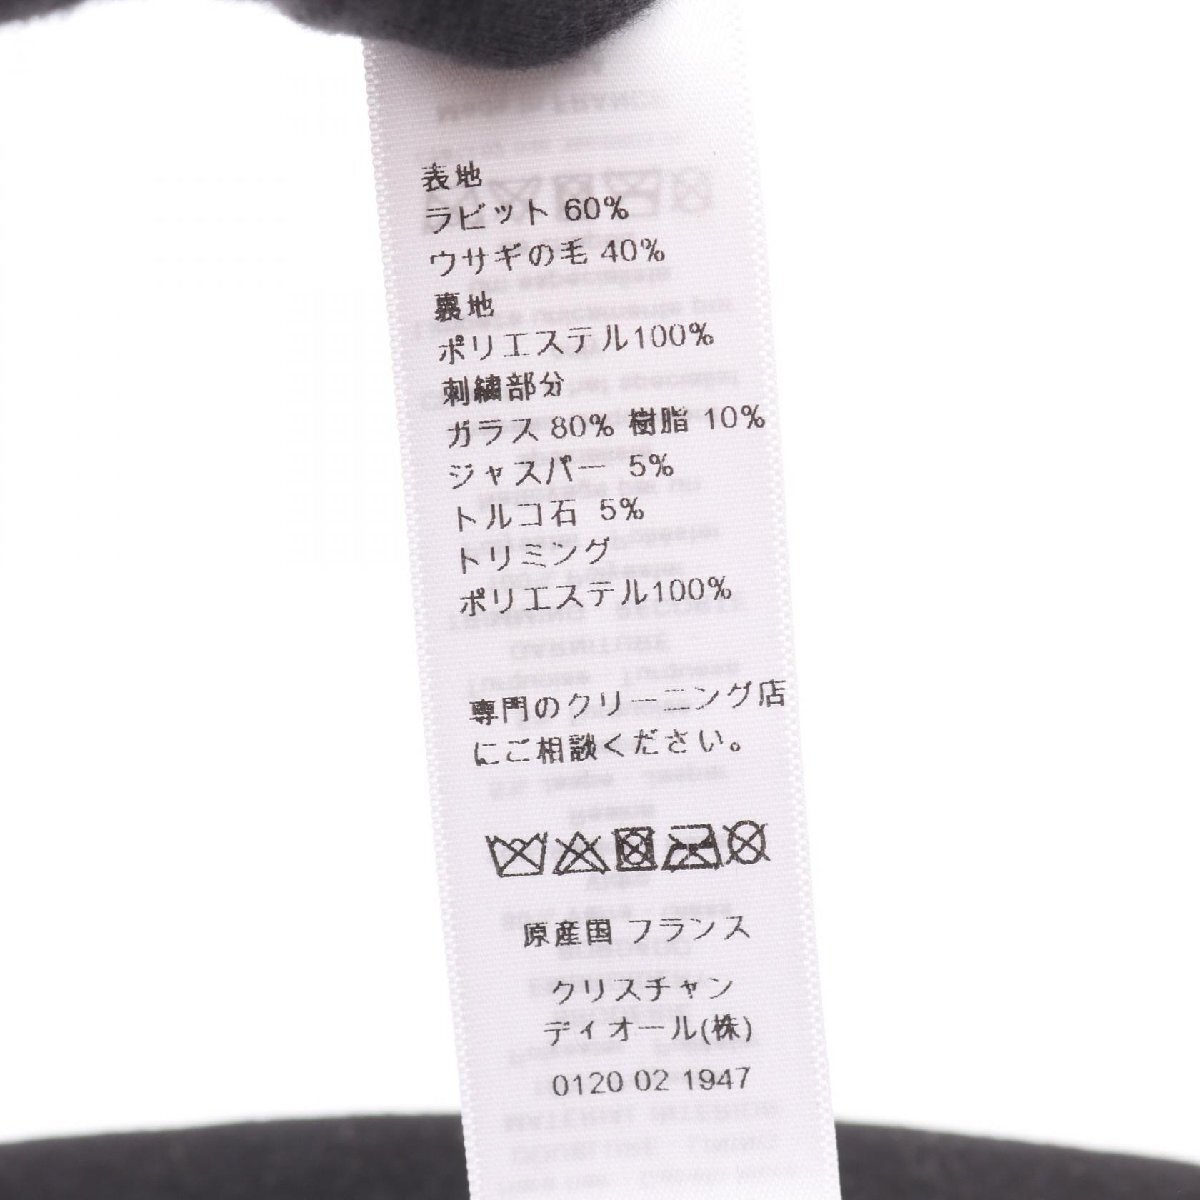 表地
ラビット 60%
ウサギの毛 40%
裏地
ポリエステル100%
刺繍部分
ガラス 80% 樹脂 10%
ジャスパー 5%
トルコ石 5%
トリミング
ポリエステル100%
専門のクリーニング店
にご相談ください。
原産国 フランス
クリスチャン
ディオール(株)
0120 02 1947